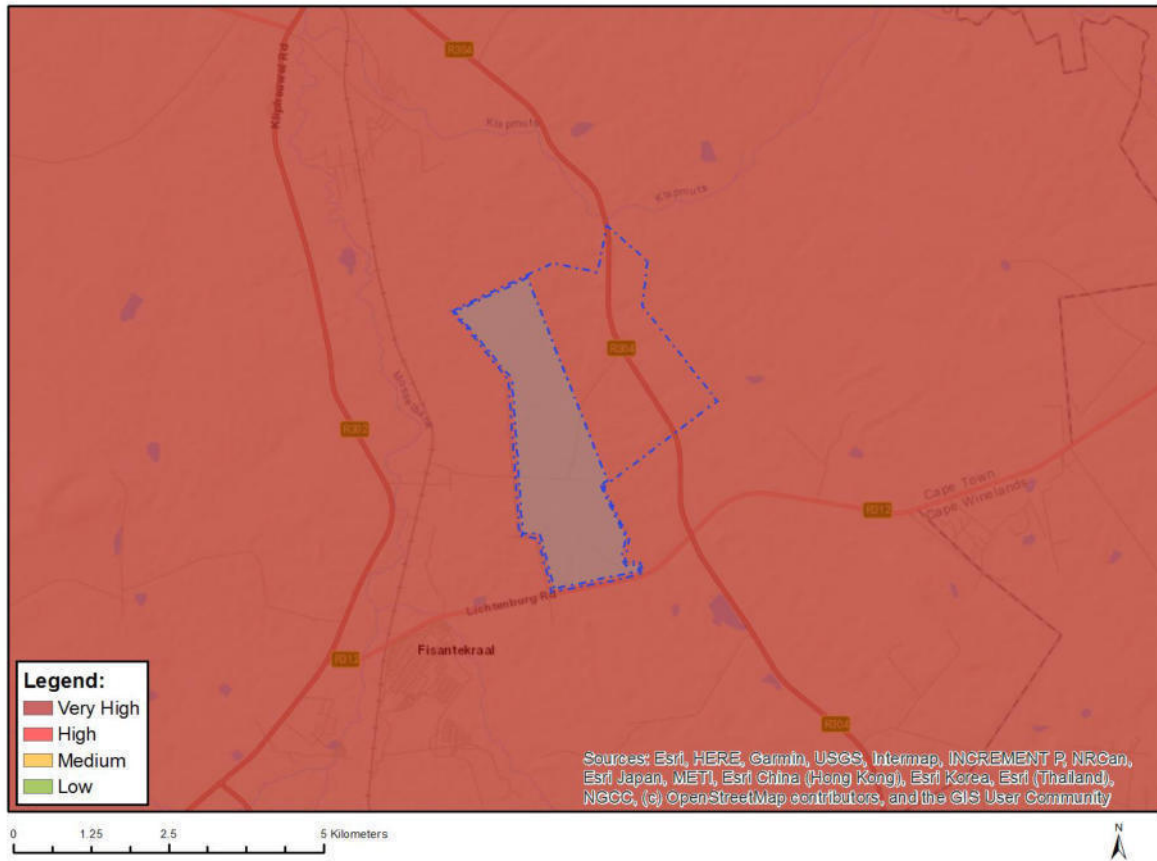 R304
Klipheuwel Rd
Klapmuts
Klapmuts
R304
R302
R312
Cape Town
Cape Winelands
Lichtenburg Rd
R312
Fisantekraal
R304
Legend:
Very High
High
Medium
Low
Sources: Esri, HERE, Garmin, USGS, Intermap, INCREMENT P, NRCan,
Esri Japan, METI, Esri China (Hong Kong), Esri Korea, Esri (Thailand),
NGCC, (c) OpenStreetMap contributors, and the GIS User Community
0 1.25 2.5 5 Kilometers
N